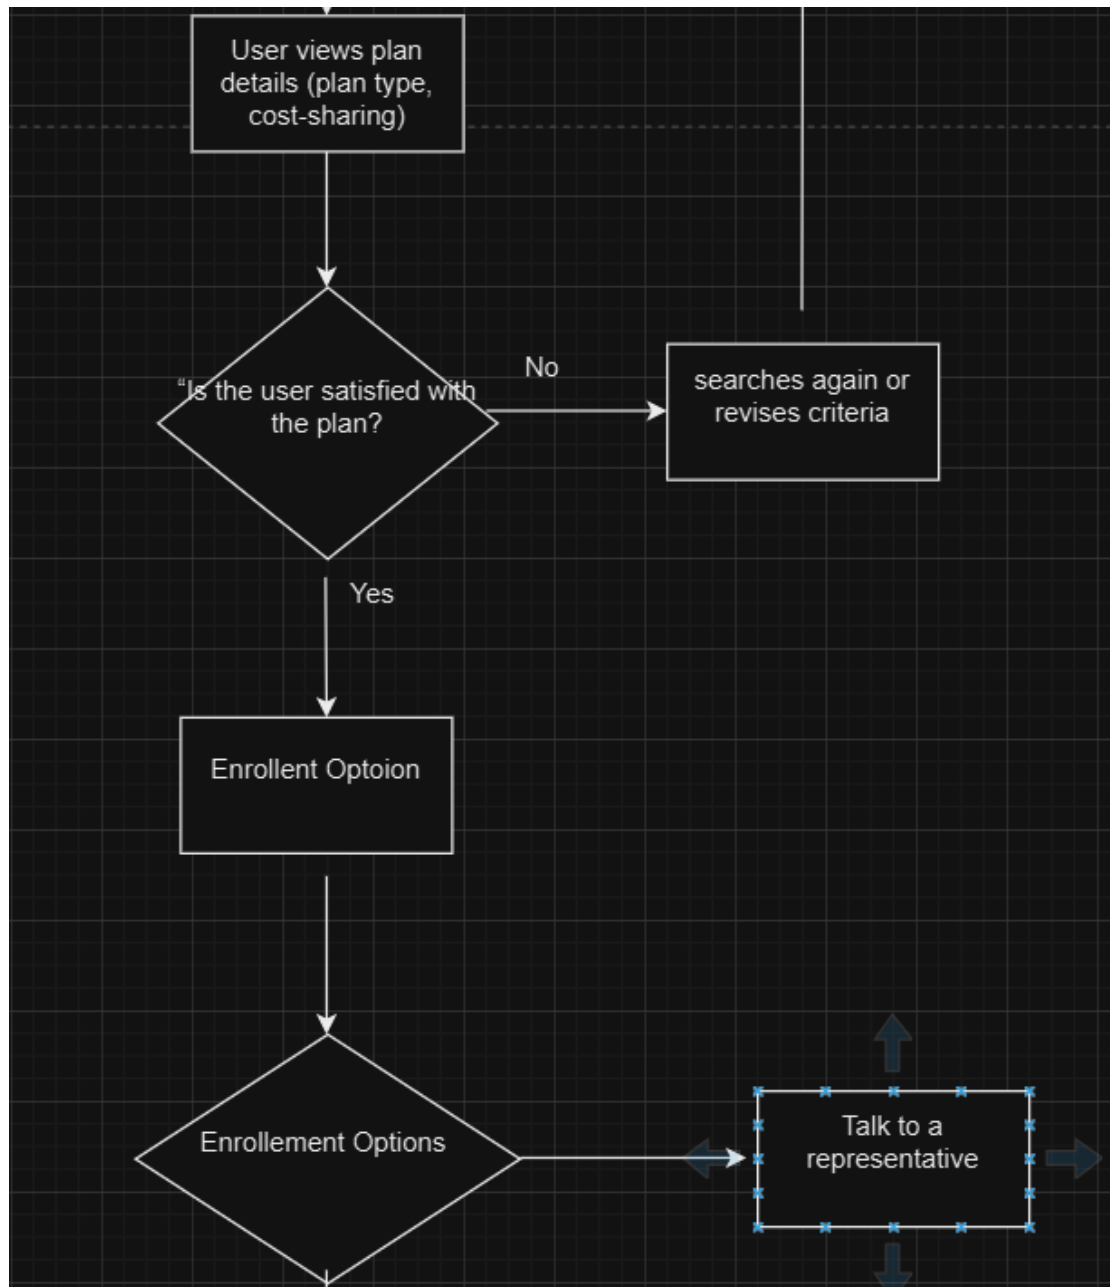 User views plan
details (plan type,
cost-sharing)
“Is the user satisfied with
the plan?
No
searches again or
revises criteria
Yes
Enrollent Optoion
Enrollement Options
Talk to a
representative